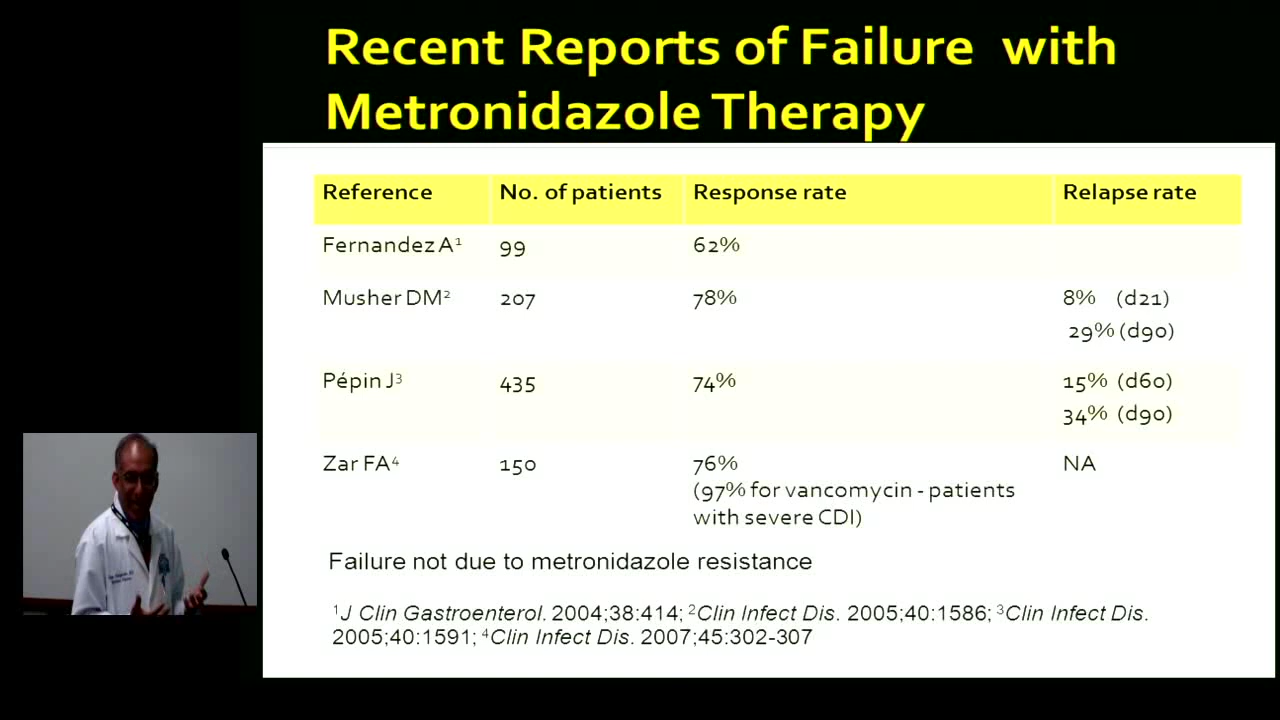 Recent Reports of Failure with
Metronidazole Therapy
Reference No. of patients Response rate Relapse rate
Fernandez A¹ 99 62%
Musher DM² 207 78% 8% (d21)
29% (d90)
Pépin J³ 435 74% 15% (d60)
34% (d90)
Zar FA⁴ 150 76% NA
(97% for vancomycin - patients
with severe CDI)
Failure not due to metronidazole resistance
¹J Clin Gastroenterol. 2004;38:414; ²Clin Infect Dis. 2005;40:1586; ³Clin Infect Dis.
2005;40:1591; ⁴Clin Infect Dis. 2007;45:302-307